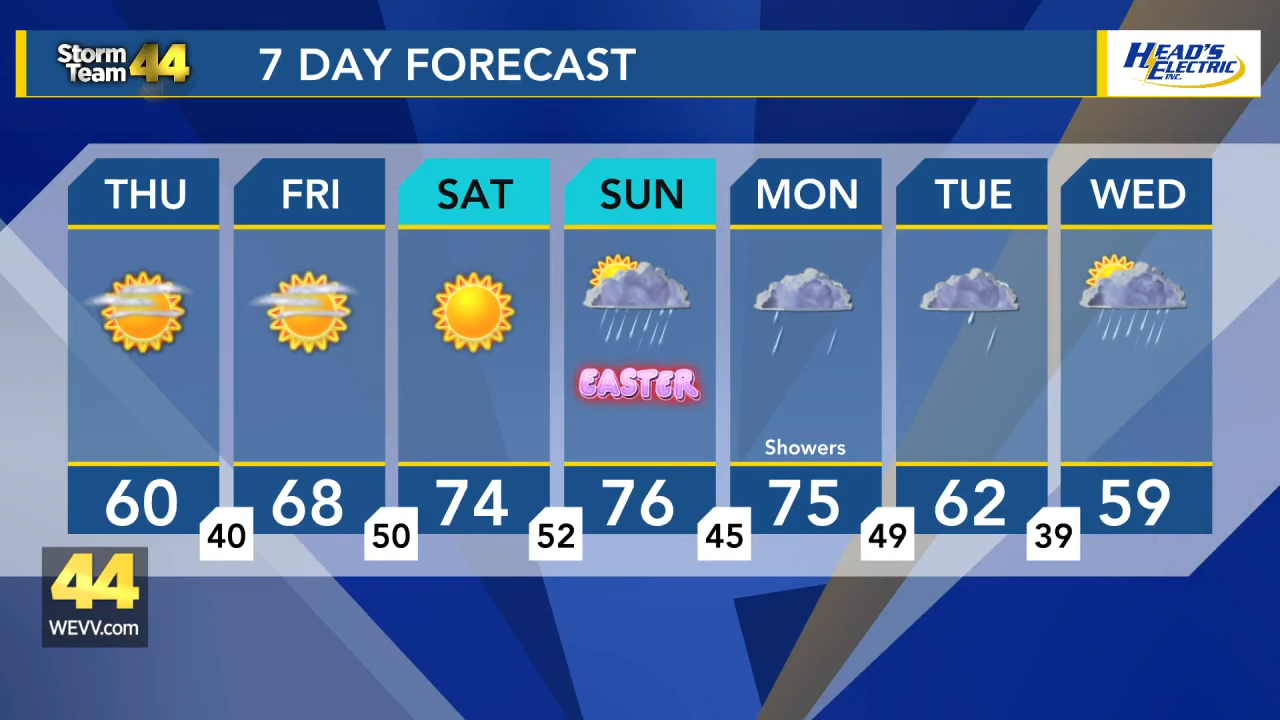 Storm
Team 44
7 DAY FORECAST
HEAD'S
ELECTRIC
INC.
THU FRI SAT SUN MON TUE WED
EASTER
Showers
60 68 74 76 75 62 59
40 50 52 45 49 39
44
WEVV.com